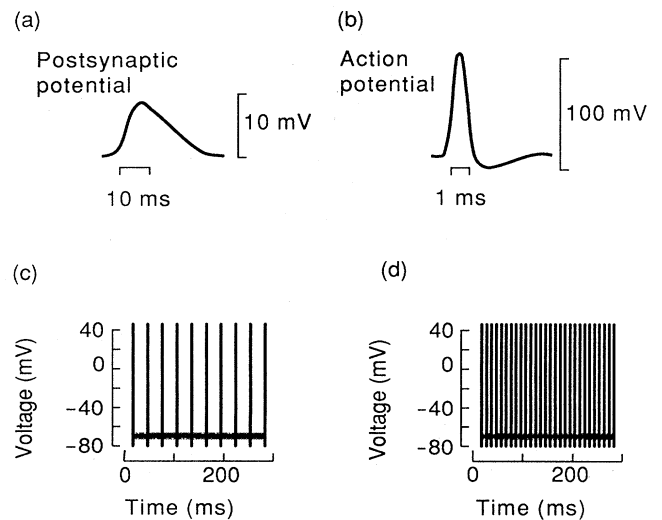 (a)
Postsynaptic
potential
10 mV
10 ms
(b)
Action
potential
100 mV
1 ms
(c)
Voltage (mV)
40
0
−40
−80
0 200
Time (ms)
(d)
Voltage (mV)
40
0
−40
−80
0 200
Time (ms)